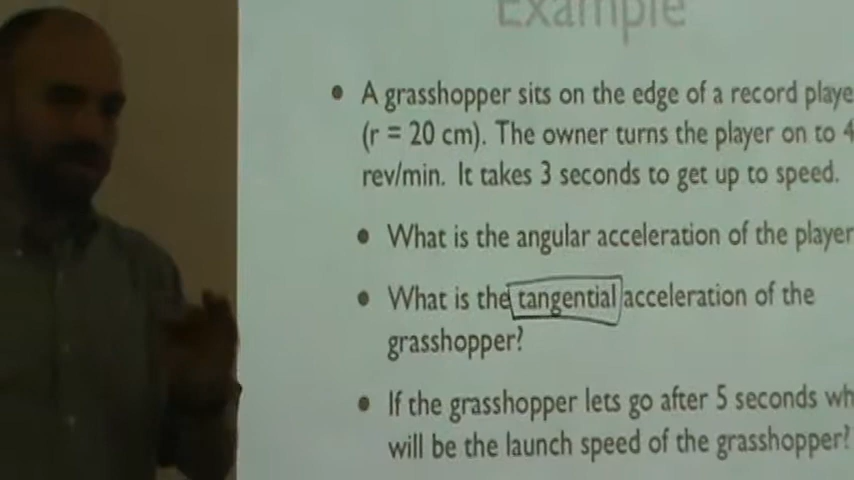 Example
• A grasshopper sits on the edge of a record playe
(r = 20 cm). The owner turns the player on to 4
rev/min. It takes 3 seconds to get up to speed.
• What is the angular acceleration of the player
• What is the tangential acceleration of the
grasshopper?
• If the grasshopper lets go after 5 seconds wh
will be the launch speed of the grasshopper?